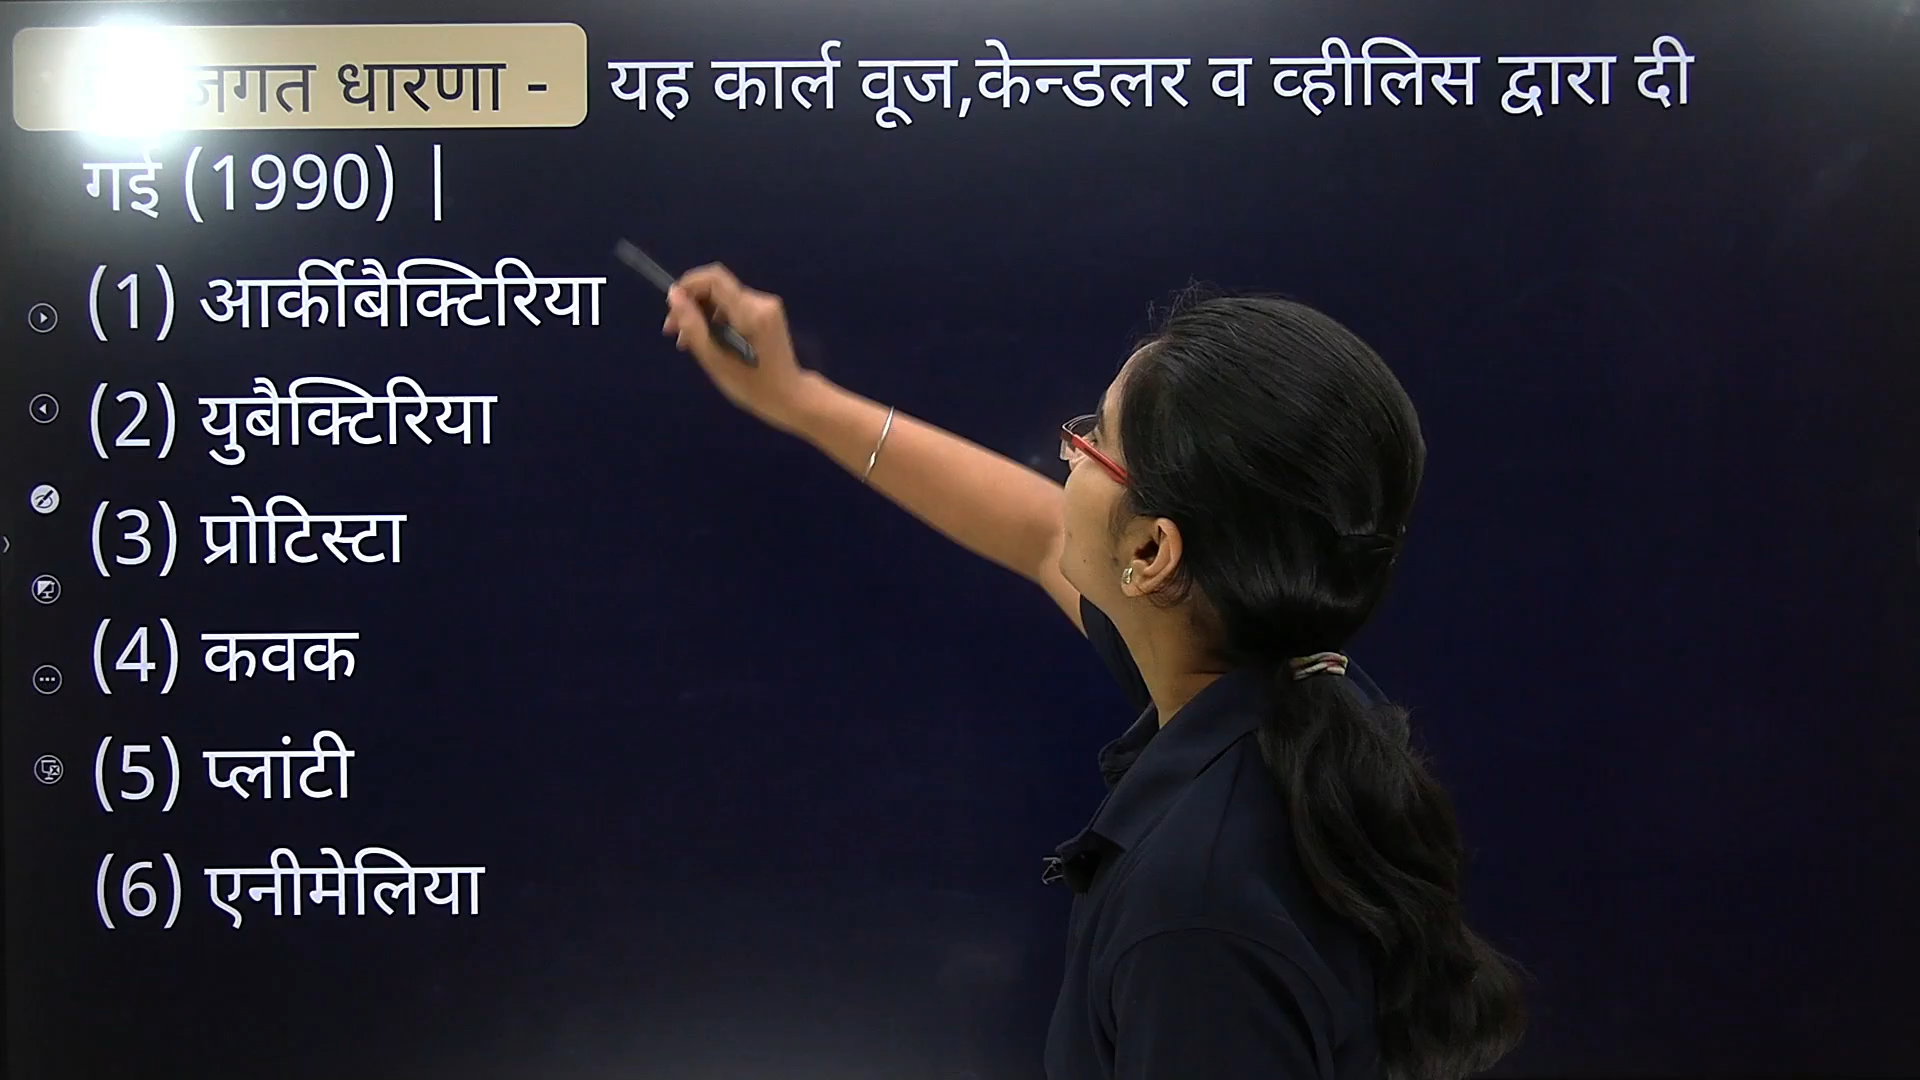 जगत धारणा - यह कार्ल वूज,केन्डलर व व्हीलिस द्वारा दी
गई (1990) |
(1) आर्कीबैक्टिरिया
(2) युबैक्टिरिया
(3) प्रोटिस्टा
(4) कवक
(5) प्लांटी
(6) एनीमेलिया